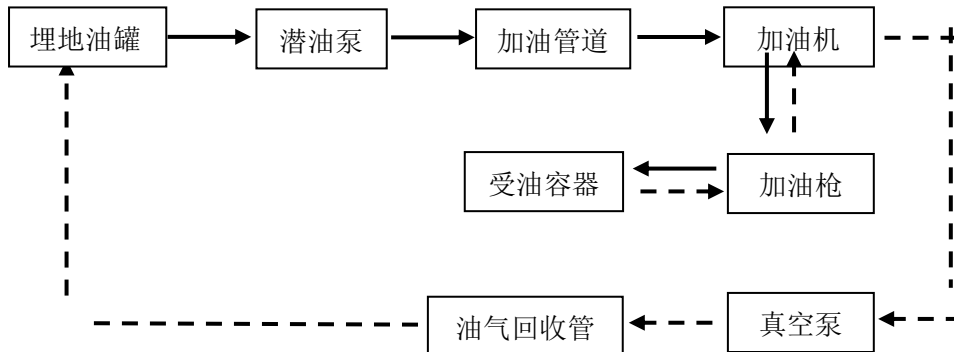 埋地油罐
潜油泵
加油管道
加油机
受油容器
加油枪
油气回收管
真空泵